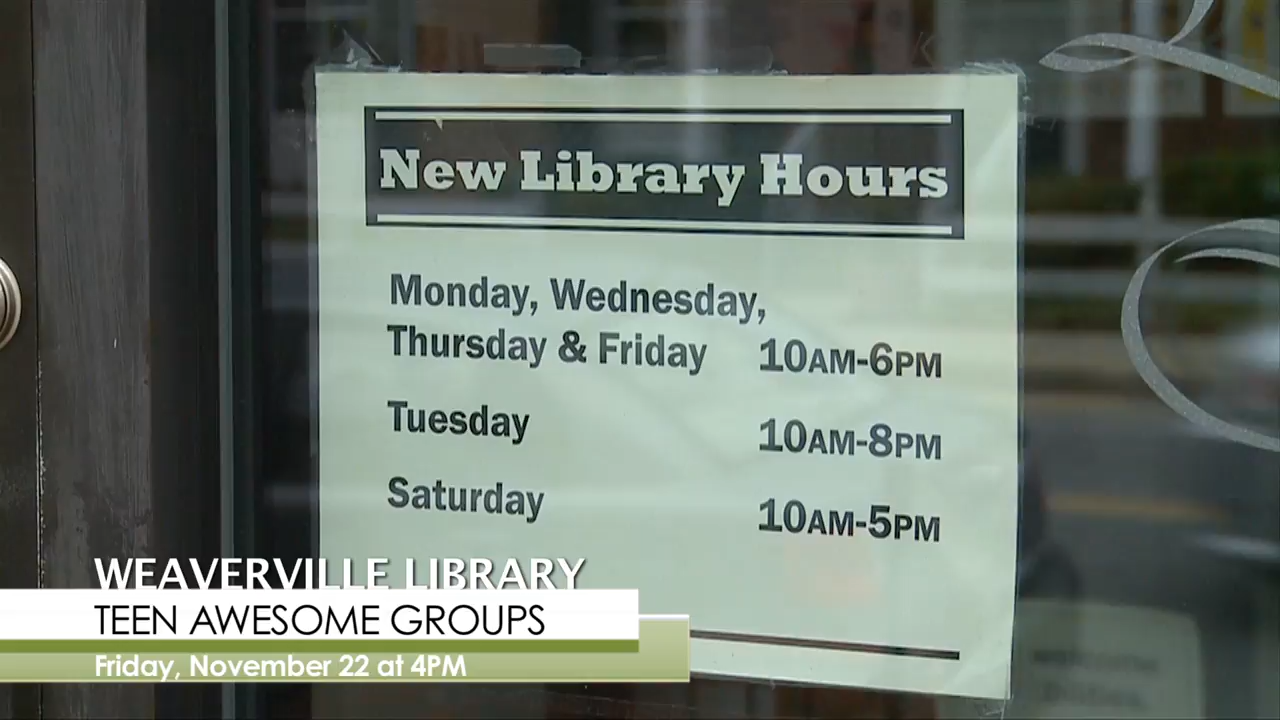 New Library Hours
Monday, Wednesday,
Thursday & Friday 10AM-6PM
Tuesday 10AM-8PM
Saturday 10AM-5PM
WEAVERVILLE LIBRARY
TEEN AWESOME GROUPS
Friday, November 22 at 4PM